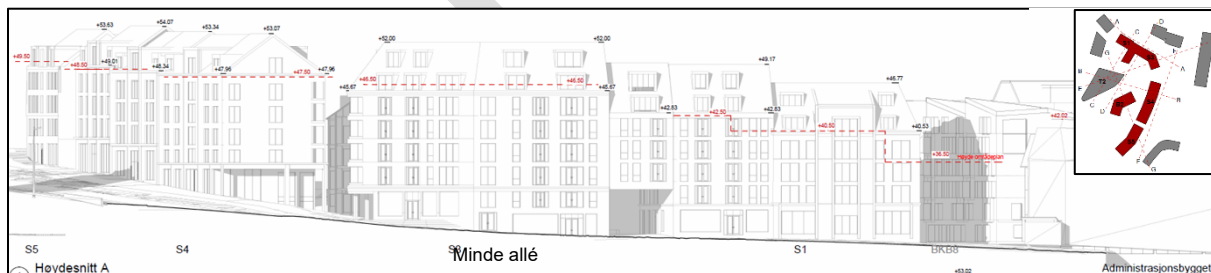 +54.07
+53.63
+53.34
+53.07
+52.00
+52.00
+49.50
+49.17
+48.50
+49.01
+48.34
+47.96
+47.50
+47.96
+46.50
+46.50
+46.77
+45.67
+45.67
+42.63
+42.50
+42.63
+40.50
+40.53
+42.02
+36.50
Høyde områdeplan
S5
S4
Minde allé
S1
BKB8
Høydesnitt A
+53.02
Administrasjonsbygget
A
D
C
G
A
B
T2
F
B
C
D
F
G